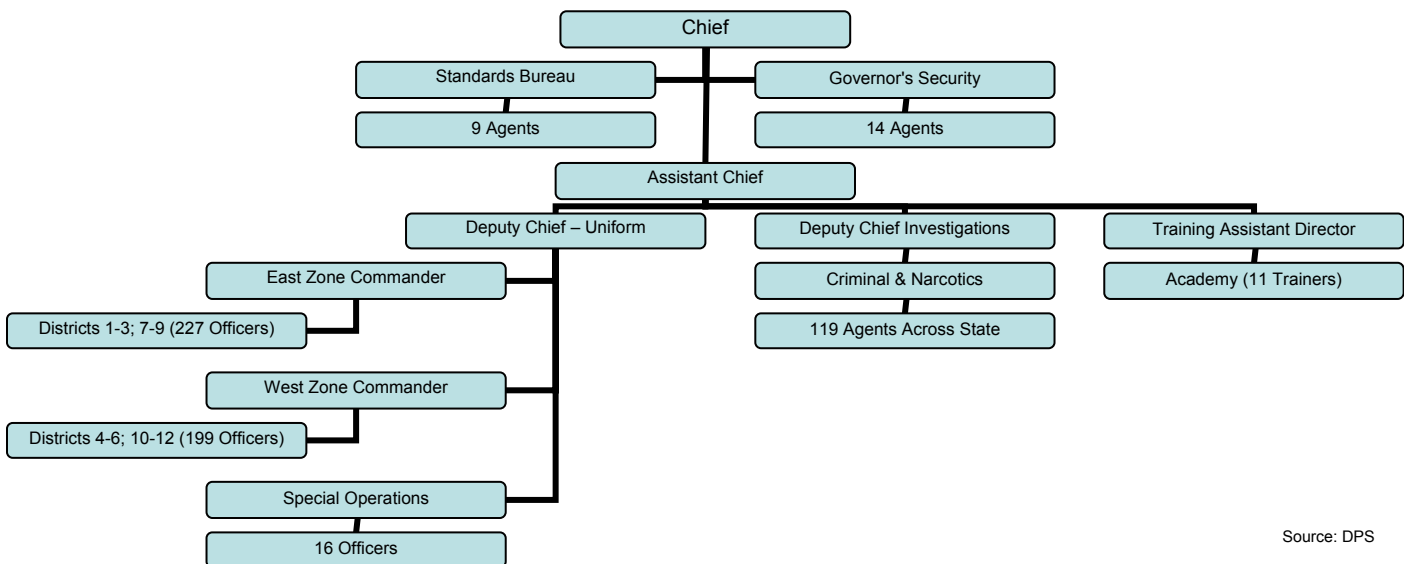 Chief
Standards Bureau
Governor's Security
9 Agents
14 Agents
Assistant Chief
Deputy Chief – Uniform
Deputy Chief Investigations
Training Assistant Director
East Zone Commander
Criminal & Narcotics
Academy (11 Trainers)
Districts 1-3; 7-9 (227 Officers)
119 Agents Across State
West Zone Commander
Districts 4-6; 10-12 (199 Officers)
Special Operations
16 Officers
Source: DPS